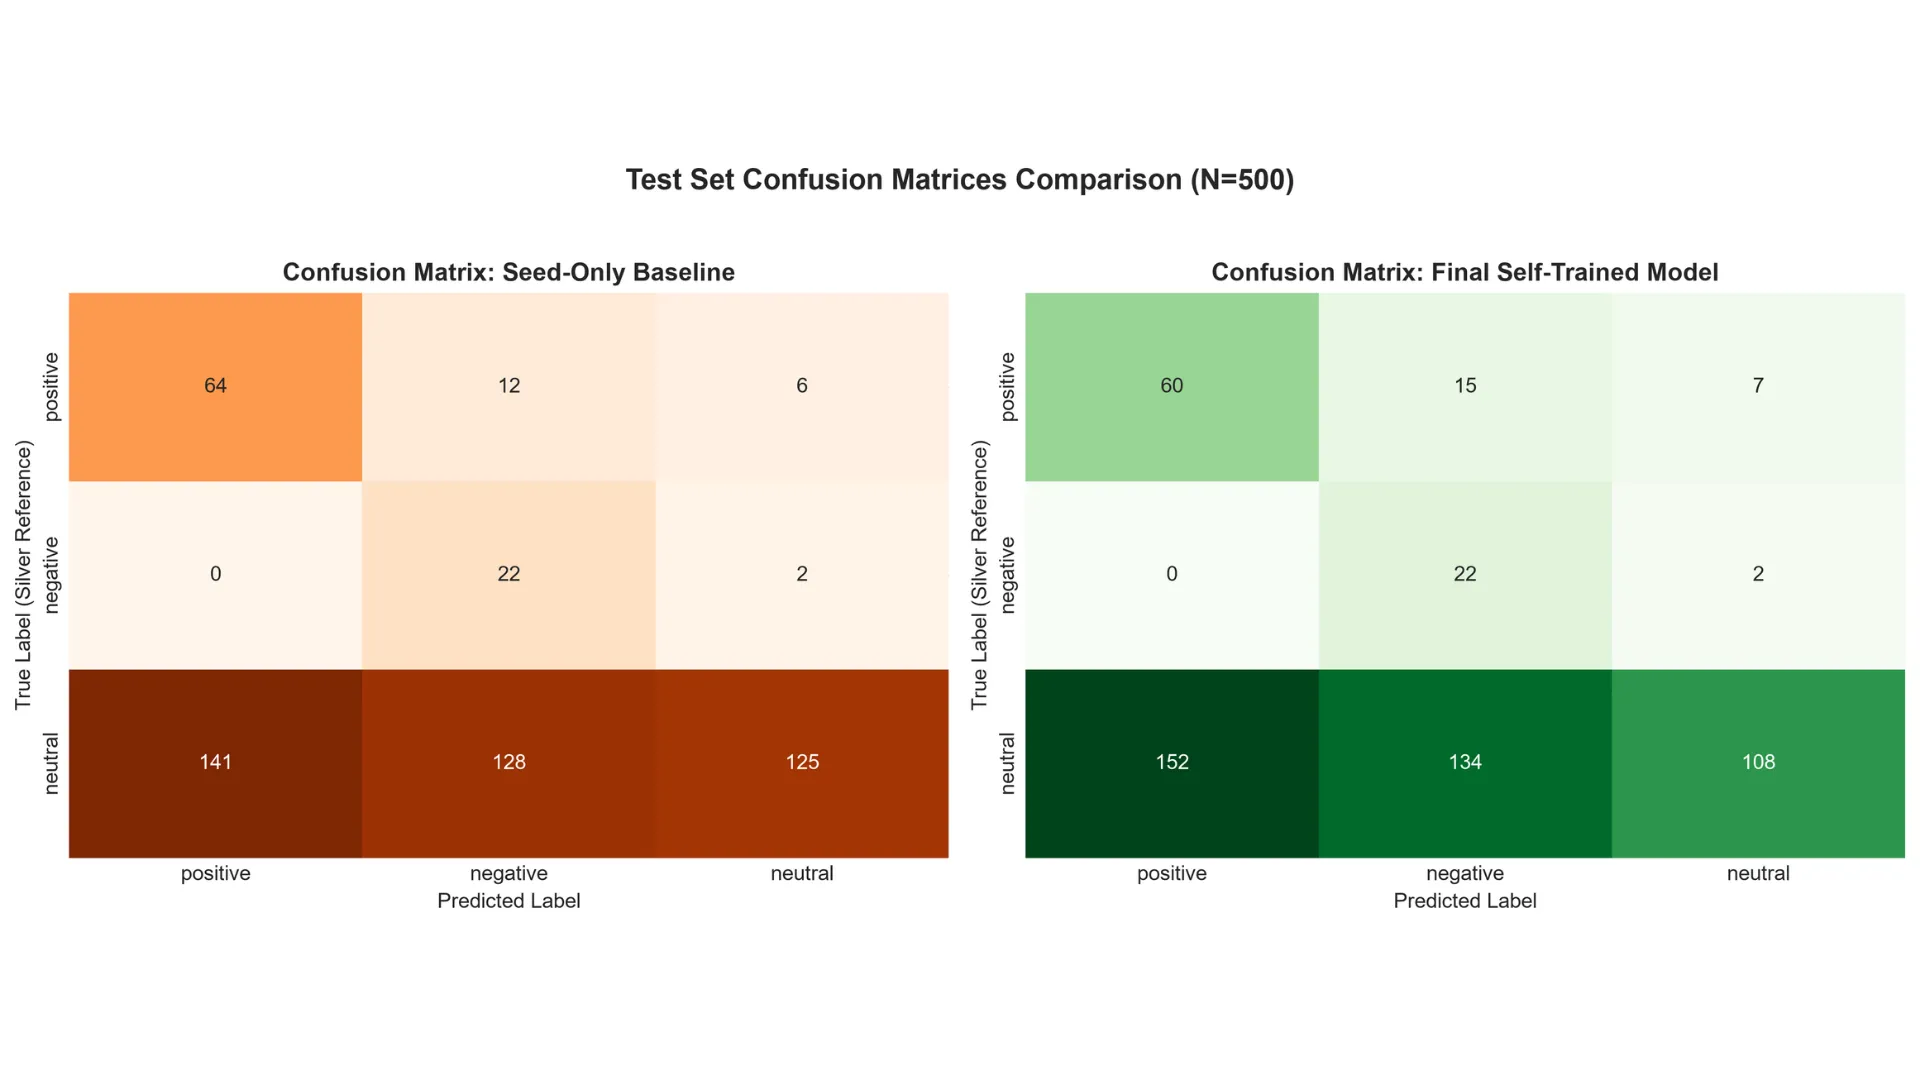 Test Set Confusion Matrices Comparison (N=500)
Confusion Matrix: Seed-Only Baseline
True Label (Silver Reference)
positive
64 12 6
negative
0 22 2
neutral
141 128 125
positive negative neutral
Predicted Label
Confusion Matrix: Final Self-Trained Model
True Label (Silver Reference)
positive
60 15 7
negative
0 22 2
neutral
152 134 108
positive negative neutral
Predicted Label